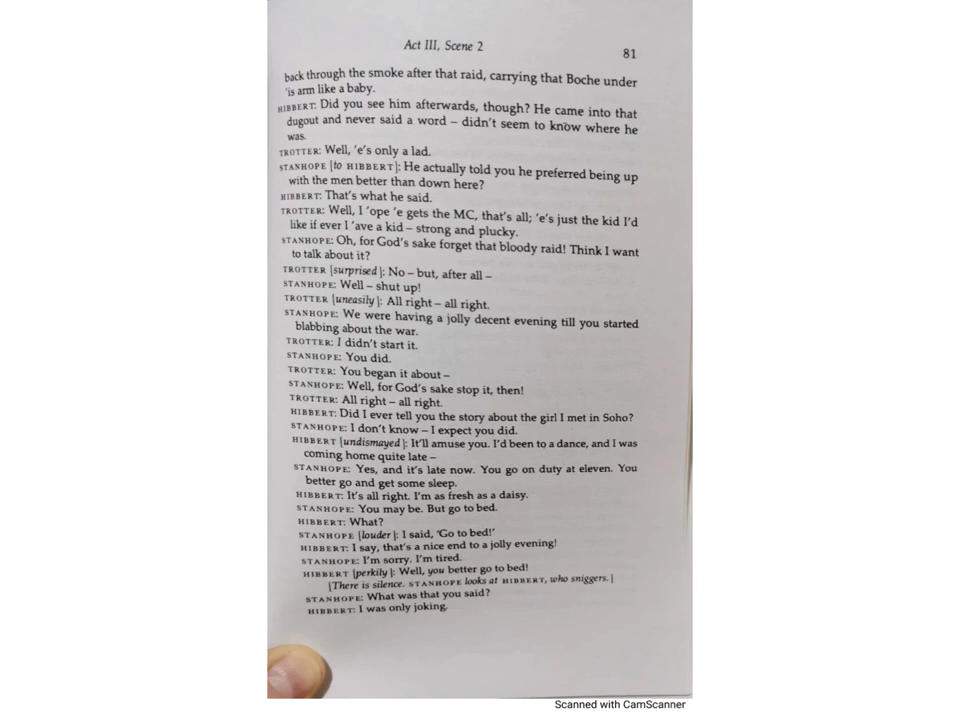 Act III, Scene 2
81
back through the smoke after that raid, carrying that Boche under
'is arm like a baby.
HIBBERT: Did you see him afterwards, though? He came into that
dugout and never said a word – didn't seem to know where he
was.
TROTTER: Well, 'e's only a lad.
STANHOPE [to HIBBERT]: He actually told you he preferred being up
with the men better than down here?
HIBBERT: That's what he said.
TROTTER: Well, I 'ope 'e gets the MC, that's all; 'e's just the kid I'd
like if ever I 'ave a kid – strong and plucky.
STANHOPE: Oh, for God's sake forget that bloody raid! Think I want
to talk about it?
TROTTER [surprised]: No – but, after all –
STANHOPE: Well – shut up!
TROTTER [uneasily]: All right – all right.
STANHOPE: We were having a jolly decent evening till you started
blabbing about the war.
TROTTER: I didn't start it.
STANHOPE: You did.
TROTTER: You began it about –
STANHOPE: Well, for God's sake stop it, then!
TROTTER: All right – all right.
HIBBERT: Did I ever tell you the story about the girl I met in Soho?
STANHOPE: I don't know – I expect you did.
HIBBERT [undismayed]: It'll amuse you. I'd been to a dance, and I was
coming home quite late –
STANHOPE: Yes, and it's late now. You go on duty at eleven. You
better go and get some sleep.
HIBBERT: It's all right. I'm as fresh as a daisy.
STANHOPE: You may be. But go to bed.
HIBBERT: What?
STANHOPE [louder]: I said, 'Go to bed!'
HIBBERT: I say, that's a nice end to a jolly evening!
STANHOPE: I'm sorry. I'm tired.
HIBBERT [perkily]: Well, you better go to bed!
[There is silence. STANHOPE looks at HIBBERT, who sniggers.]
STANHOPE: What was that you said?
HIBBERT: I was only joking.
Scanned with CamScanner